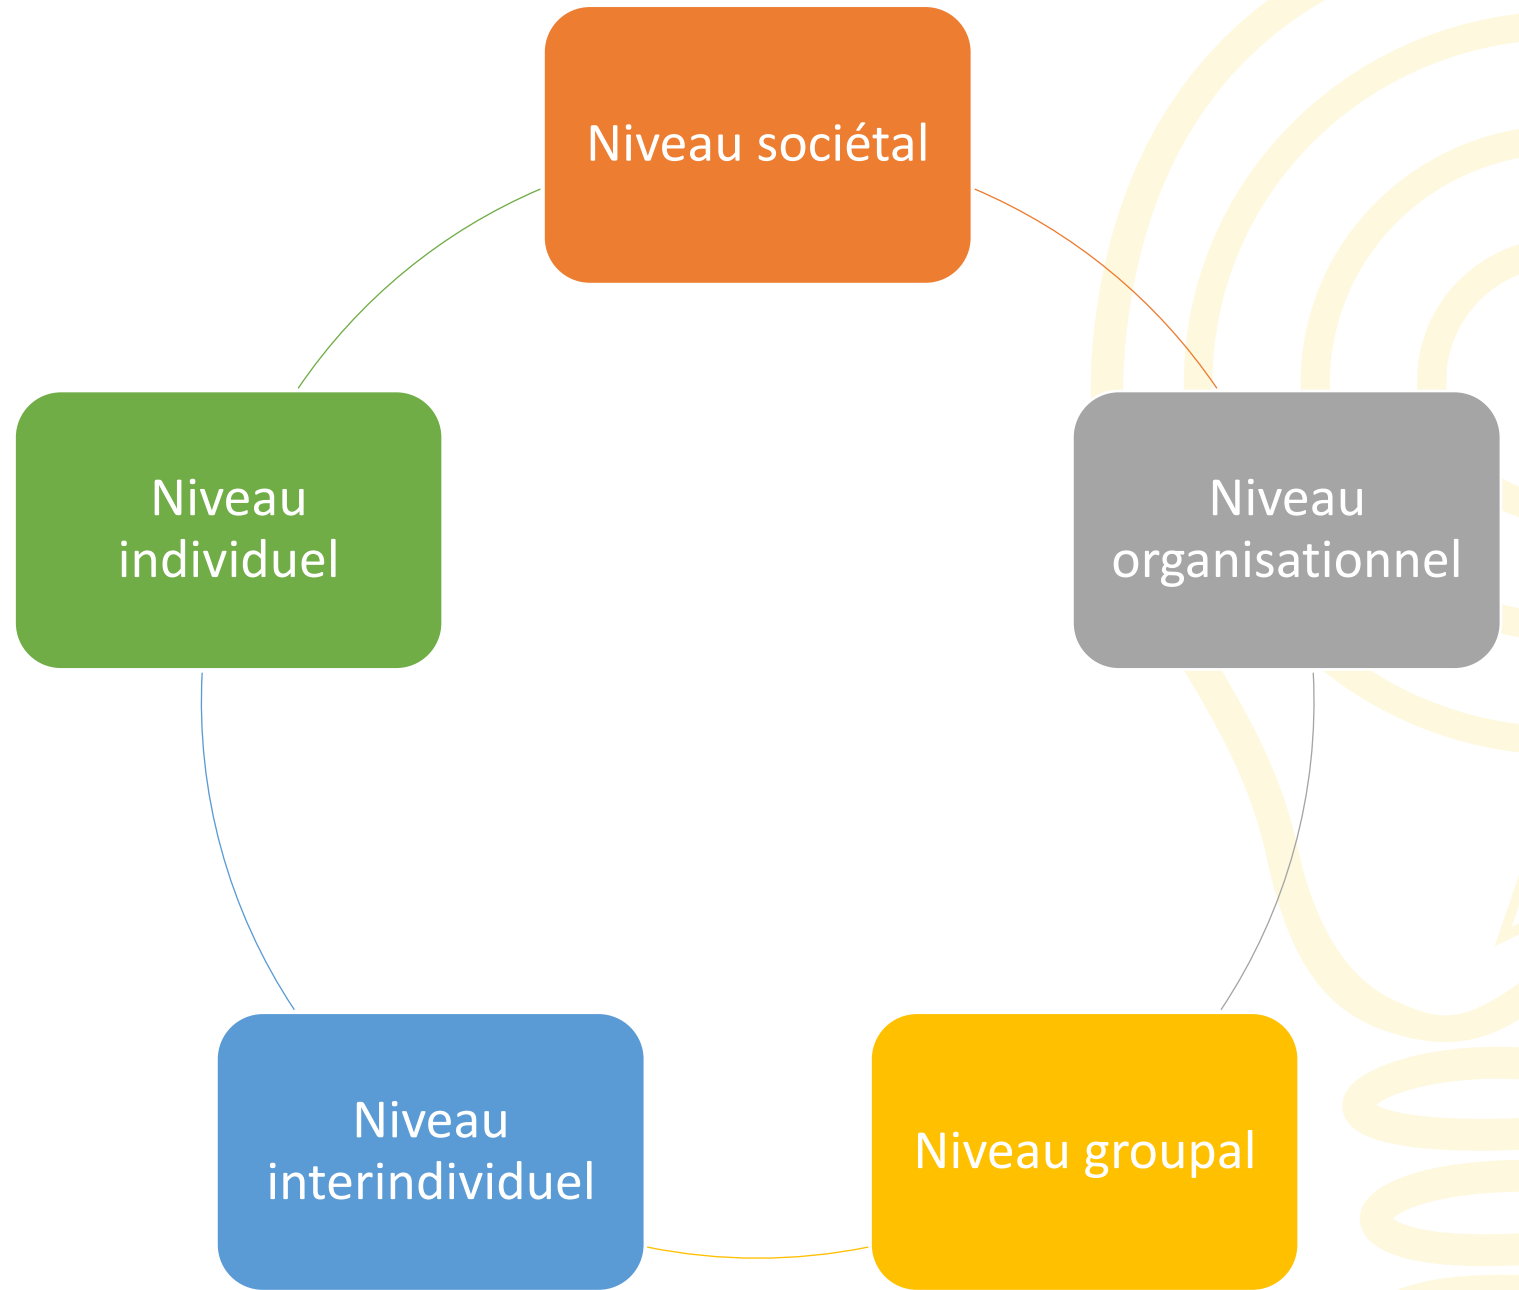 Niveau sociétal
Niveau
organisationnel
Niveau groupal
Niveau
interindividuel
Niveau
individuel